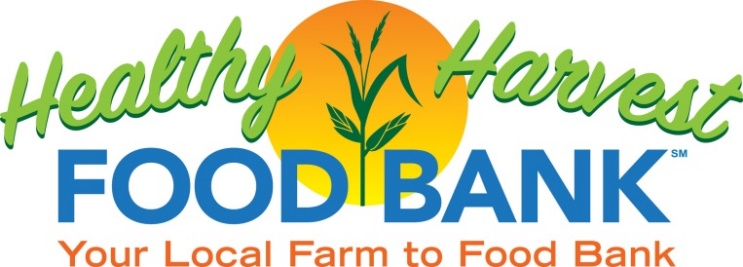 Healthy Harvest
FOOD BANK℠
Your Local Farm to Food Bank